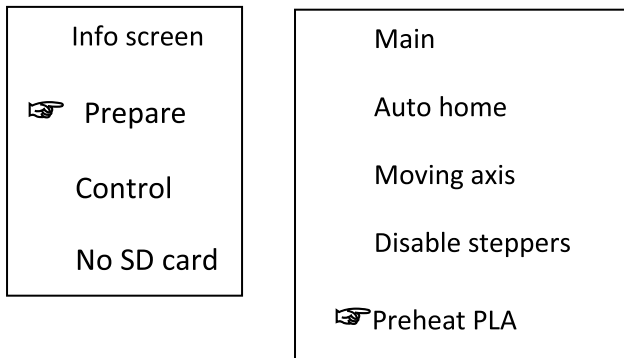 Info screen
☞ Prepare
Control
No SD card
Main
Auto home
Moving axis
Disable steppers
☞Preheat PLA